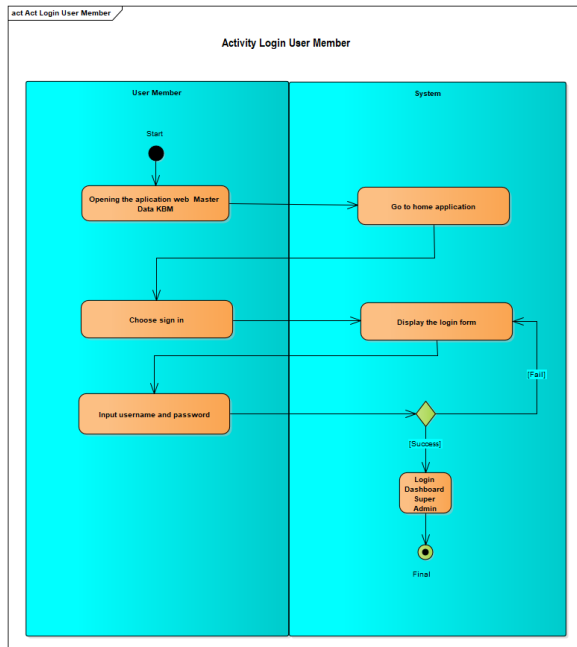 act Act Login User Member
Activity Login User Member
User Member
System
Start
Opening the aplication web Master
Data KBM
Go to home application
Choose sign in
Display the login form
[Fail]
Input username and password
[Success]
Login
Dashboard
Super
Admin
Final